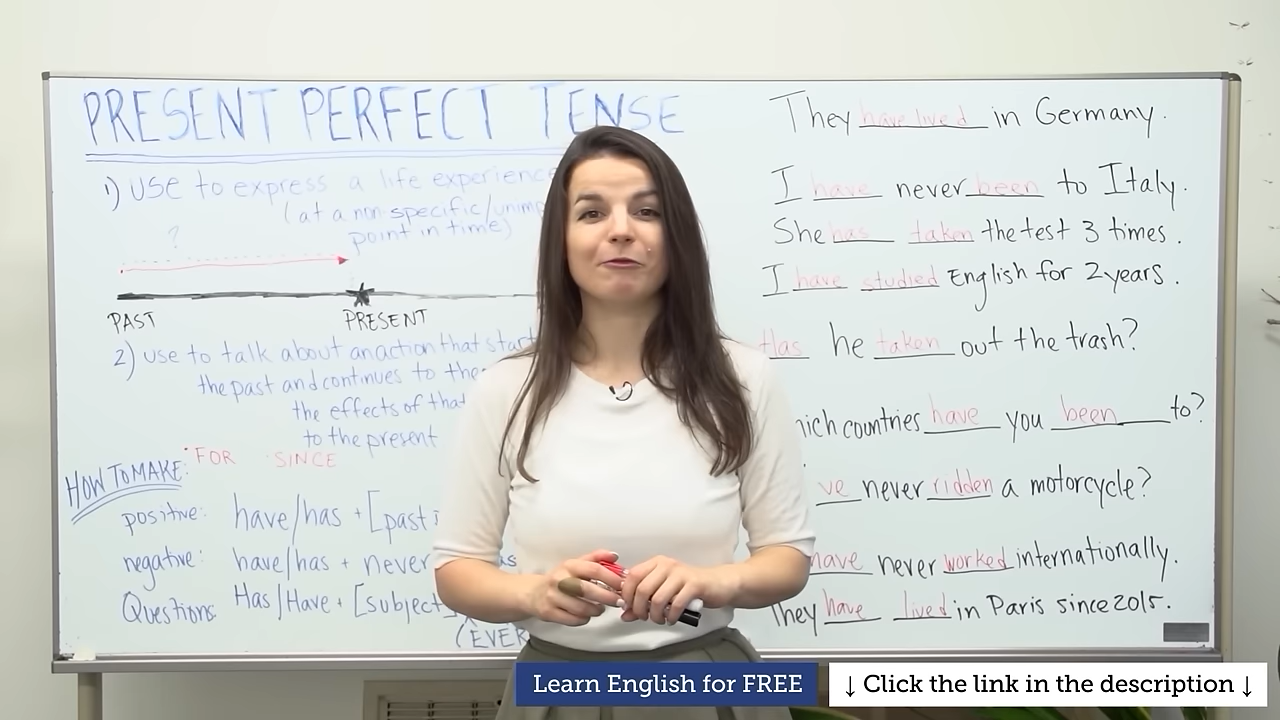 PRESENT PERFECT TENSE
1) USE to express a life experience
(at a non-specific/unim
point in time)
?
PAST
PRESENT
2) use to talk about an action that start
the past and continues to the
the effects of that
to the present
HOW TO MAKE:
FOR SINCE
positive: have/has + [past
negative: have/has + never
Questions: Has/Have + [subject]
(EVER
They have lived in Germany.
I have never been to Italy.
She has taken the test 3 times.
I have studied English for 2 years.
Has he taken out the trash?
hich countries have you been to?
've never ridden a motorcycle?
have never worked internationally.
They have lived in Paris since 2015.
Learn English for FREE
↓ Click the link in the description ↓